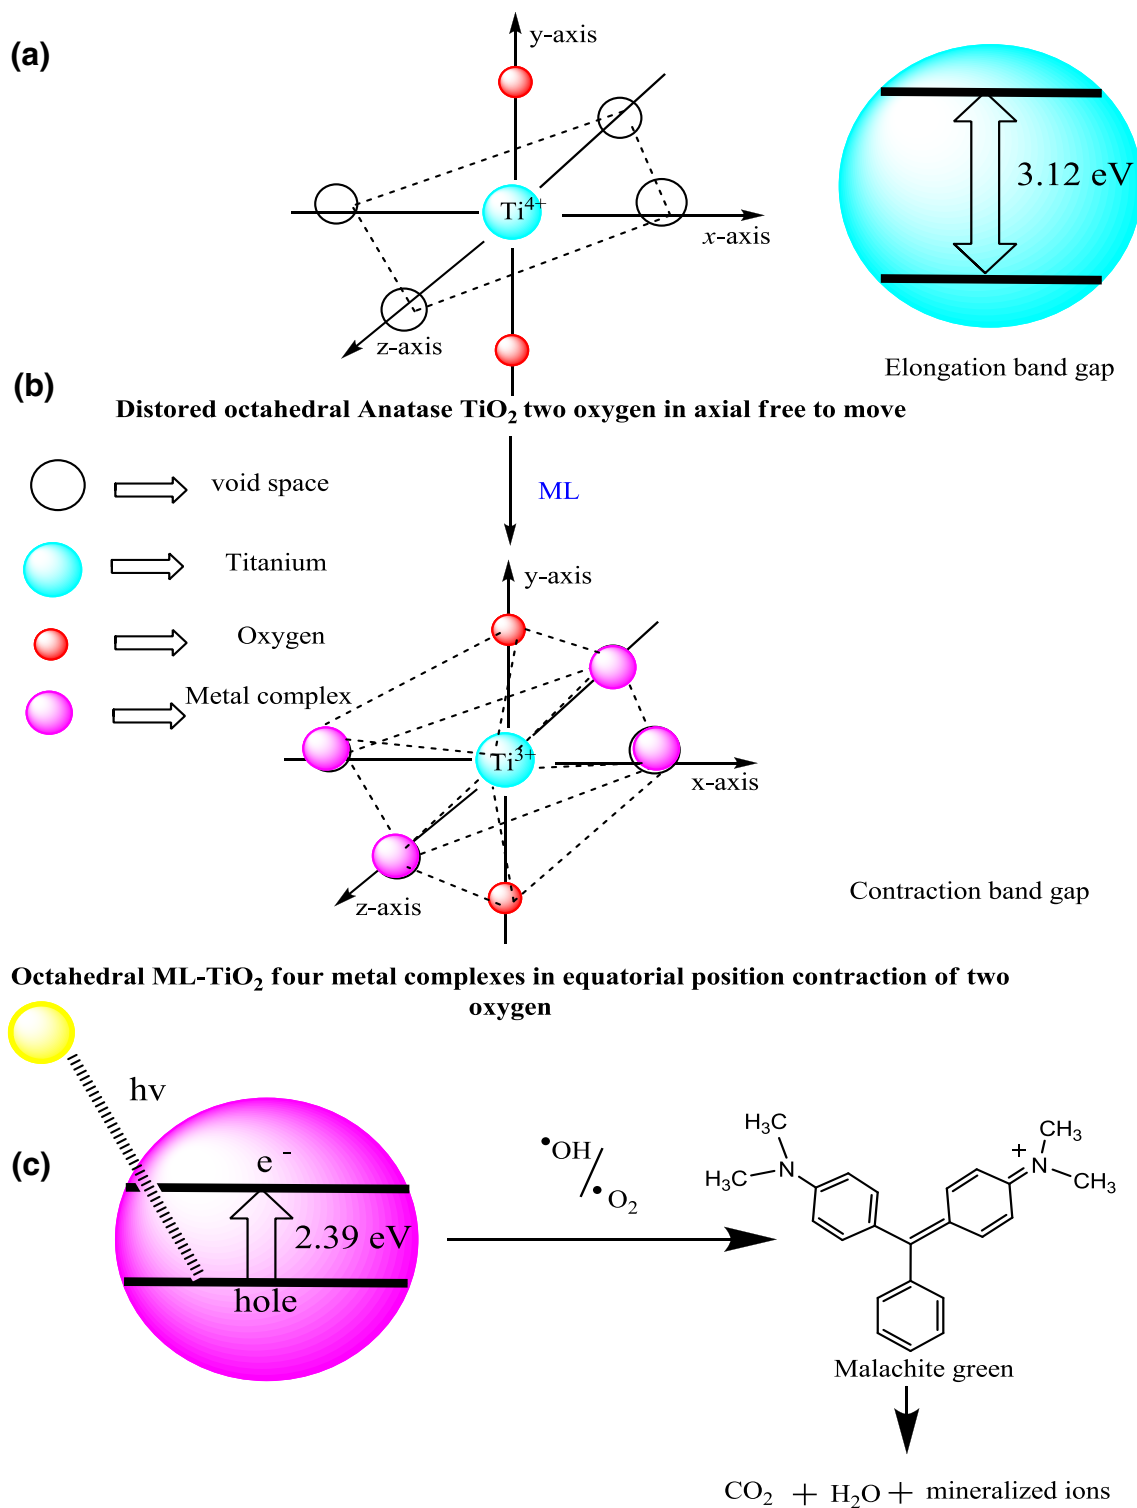 (a)
y-axis
Ti4+
x-axis
z-axis
3.12 eV
Elongation band gap
(b)
Distored octahedral Anatase TiO2 two oxygen in axial free to move
void space
ML
Titanium
Oxygen
Metal complex
y-axis
Ti3+
x-axis
z-axis
Contraction band gap
Octahedral ML-TiO2 four metal complexes in equatorial position contraction of two
oxygen
hv
(c)
e -
2.39 eV
hole
•OH
/
•O2
H3C
N
H3C
+
N
CH3
CH3
Malachite green
CO2 + H2O + mineralized ions